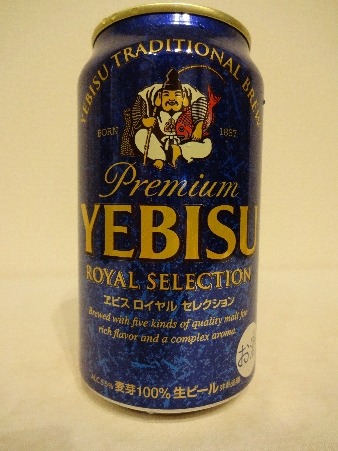 YEBISU TRADITIONAL BREW
BORN 1887
Premium
YEBISU
ROYAL SELECTION
ヱビス ロイヤル セレクション
Brewed with five kinds of quality malt for
rich flavor and a complex aroma.
麦芽100% 生ビール
お